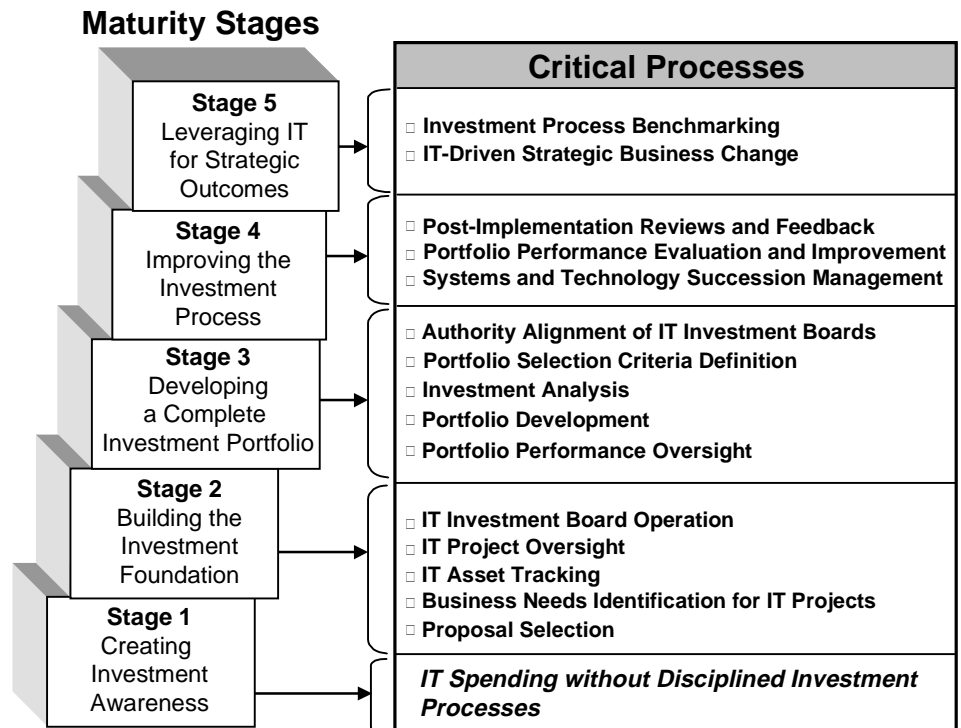 Maturity Stages
Critical Processes
Stage 5
Leveraging IT
for Strategic
Outcomes
Investment Process Benchmarking
IT-Driven Strategic Business Change
Stage 4
Improving the
Investment
Process
Post-Implementation Reviews and Feedback
Portfolio Performance Evaluation and Improvement
Systems and Technology Succession Management
Stage 3
Developing
a Complete
Investment Portfolio
Authority Alignment of IT Investment Boards
Portfolio Selection Criteria Definition
Investment Analysis
Portfolio Development
Portfolio Performance Oversight
Stage 2
Building the
Investment
Foundation
IT Investment Board Operation
IT Project Oversight
IT Asset Tracking
Business Needs Identification for IT Projects
Proposal Selection
Stage 1
Creating
Investment
Awareness
IT Spending without Disciplined Investment
Processes